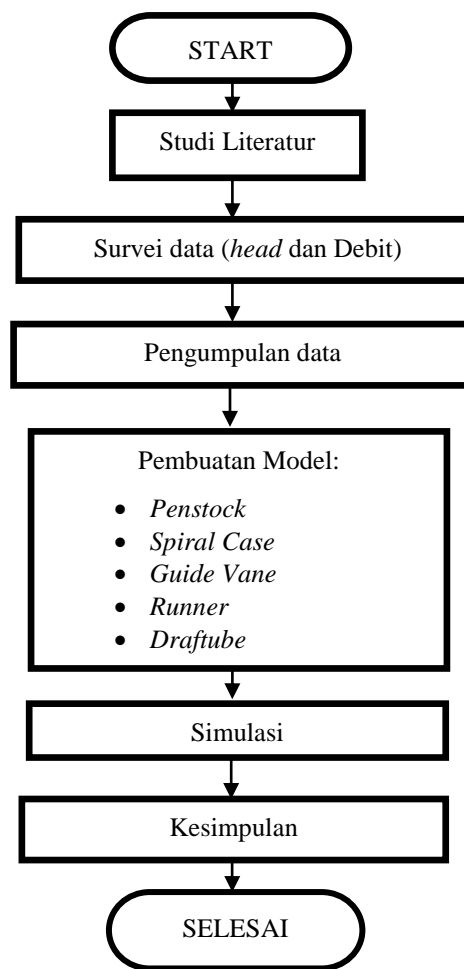 START
Studi Literatur
Survei data (head dan Debit)
Pengumpulan data
Pembuatan Model:
• Penstock
• Spiral Case
• Guide Vane
• Runner
• Draftube
Simulasi
Kesimpulan
SELESAI